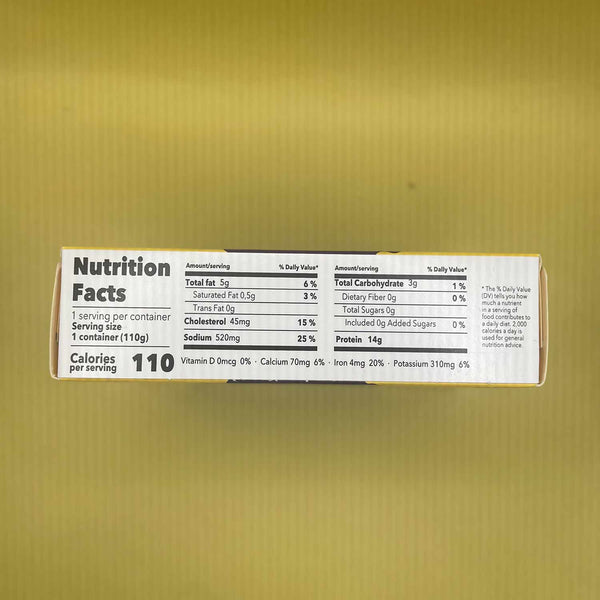 Nutrition
Facts
1 serving per container
Serving size
1 container (110g)
Calories
per serving
110
Amount/serving % Daily Value*
Total fat 5g 6 %
Saturated Fat 0,5g 3 %
Trans Fat 0g
Cholesterol 45mg 15 %
Sodium 520mg 25 %
Amount/serving % Daily Value*
Total Carbohydrate 3g 1 %
Dietary Fiber 0g 0 %
Total Sugars 0g
Included 0g Added Sugars 0 %
Protein 14g
Vitamin D 0mcg 0% · Calcium 70mg 6% · Iron 4mg 20% · Potassium 310mg 6%
* The % Daily Value
(DV) tells you how
much a nutrient
in a serving of
food contributes to
a daily diet. 2,000
calories a day is
used for general
nutrition advice.